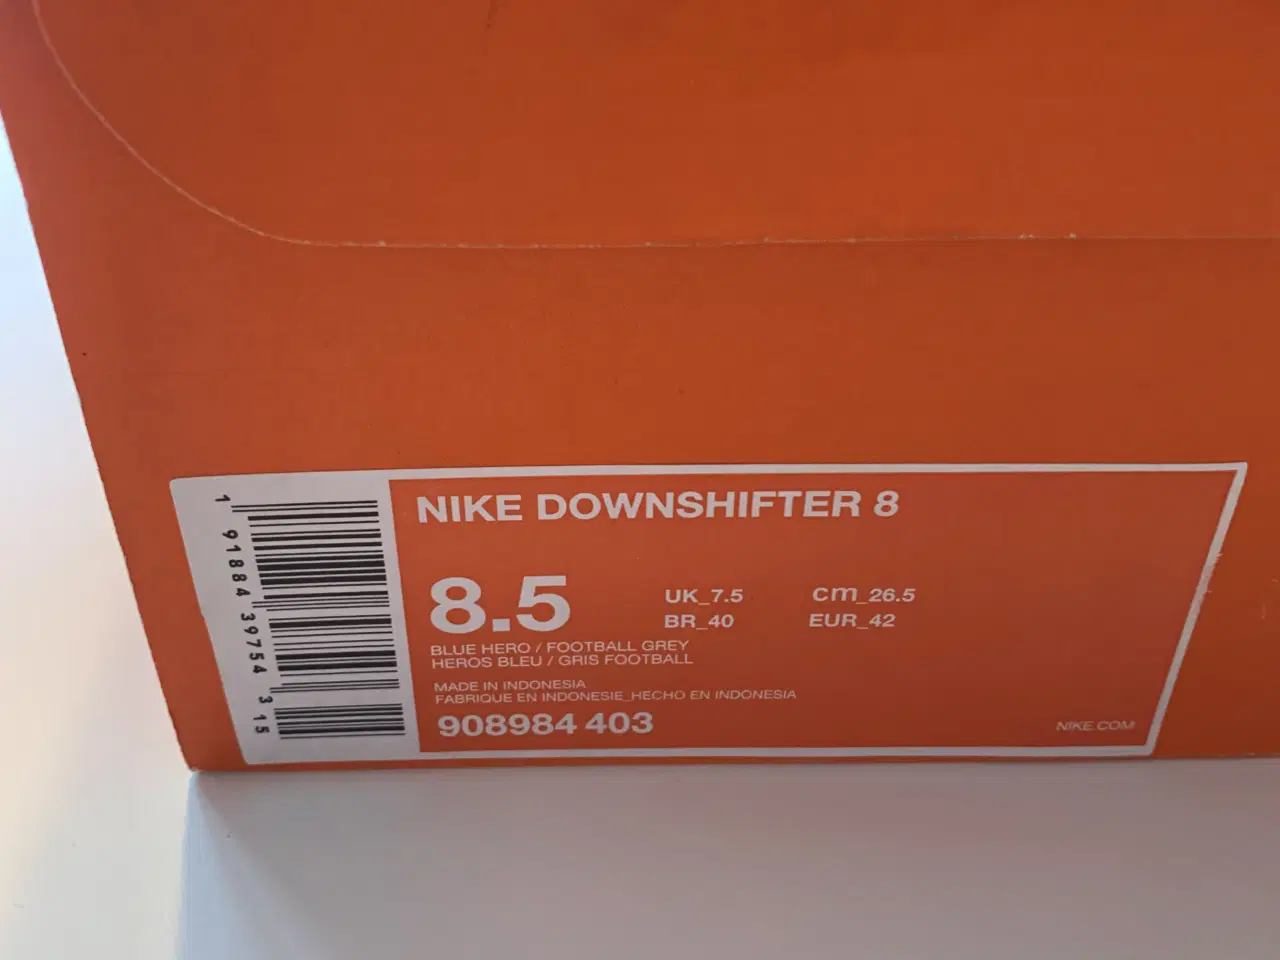 NIKE DOWNSHIFTER 8
8.5
UK_7.5 cm_26.5
BR_40 EUR_42
BLUE HERO / FOOTBALL GREY
HEROS BLEU / GRIS FOOTBALL
MADE IN INDONESIA
FABRIQUE EN INDONESIE_HECHO EN INDONESIA
908984 403
NIKE.COM
1 91884 39754 3 15